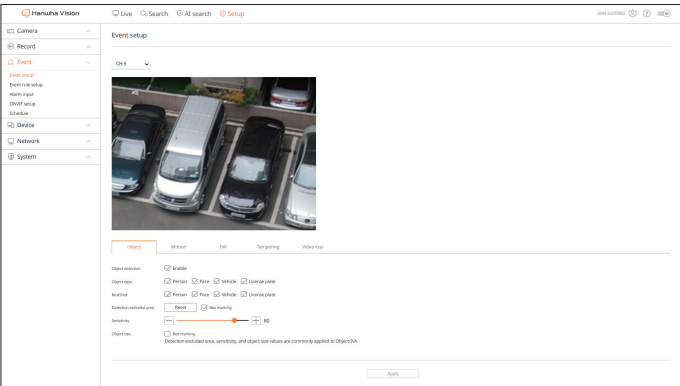 Hanwha Vision
Live Search AI search Setup
Camera
Record
Event
Event setup
Event rule setup
Alarm input
ONVIF setup
Schedule
Device
Network
System
Event setup
CH 5
Object Motion IVA Tampering Video loss
Object detection Enable
Object type Person Face Vehicle License plate
BestShot Person Face Vehicle License plate
Detection excluded area Reset Box marking
Sensitivity 80
Object size Box marking
Detection excluded area, sensitivity, and object size values are commonly applied to Object/IVA.
Apply